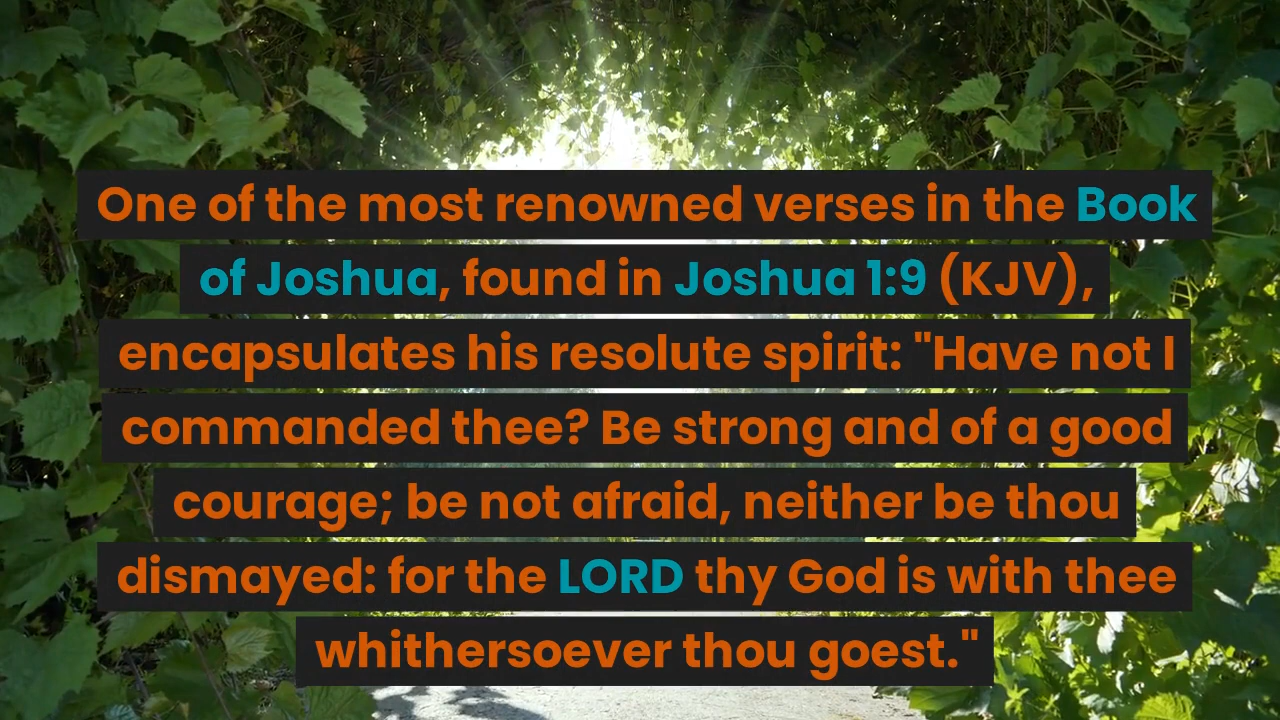 One of the most renowned verses in the Book
of Joshua, found in Joshua 1:9 (KJV),
encapsulates his resolute spirit: "Have not I
commanded thee? Be strong and of a good
courage; be not afraid, neither be thou
dismayed: for the LORD thy God is with thee
whithersoever thou goest."